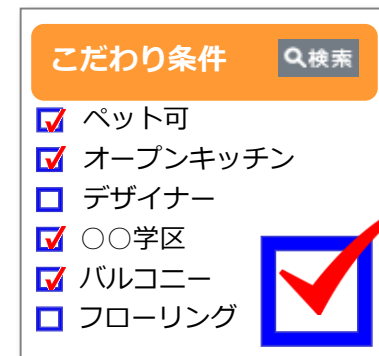 こだわり条件 検索
ペット可
オープンキッチン
デザイナー
○○学区
バルコニー
フローリング